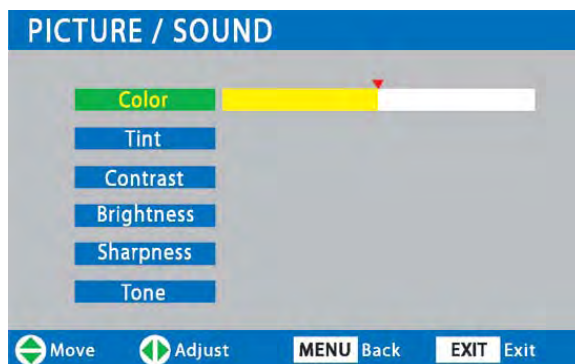 PICTURE / SOUND
Color
Tint
Contrast
Brightness
Sharpness
Tone
Move Adjust MENU Back EXIT Exit